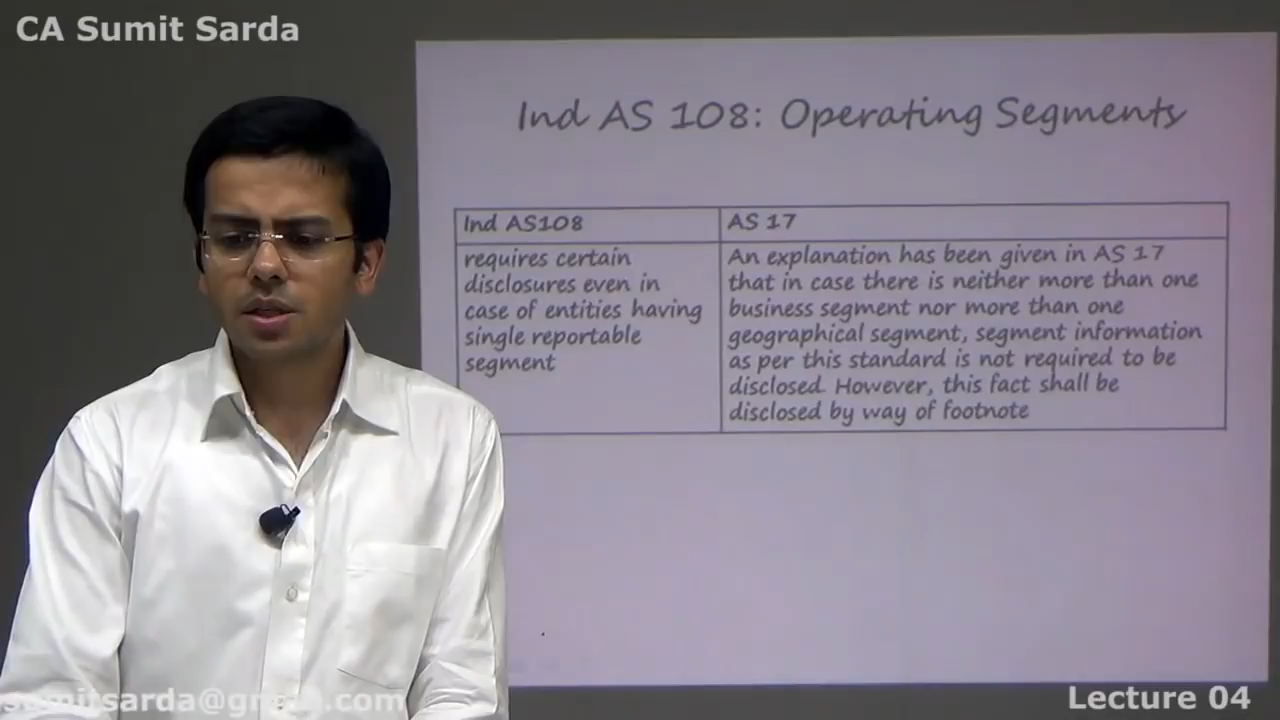 CA Sumit Sarda
Ind AS 108: Operating Segments
Ind AS108
requires certain
disclosures even in
case of entities having
single reportable
segment
AS 17
An explanation has been given in AS 17
that in case there is neither more than one
business segment nor more than one
geographical segment, segment information
as per this standard is not required to be
disclosed. However, this fact shall be
disclosed by way of footnote
sumitsarda@gmail.com
Lecture 04